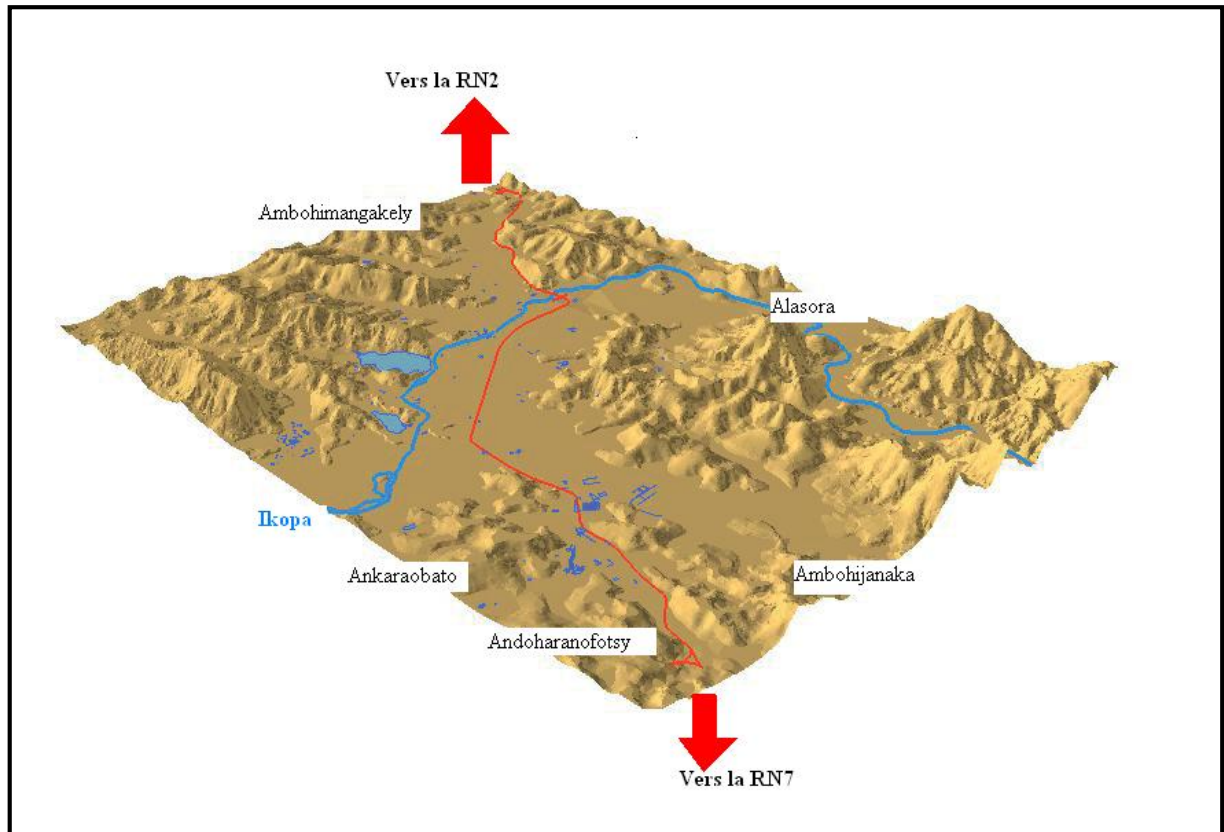 Vers la RN2
Ambohimangakely
Alasora
Ikopa
Ankaraobato
Ambohijanaka
Andoharanofotsy
Vers la RN7